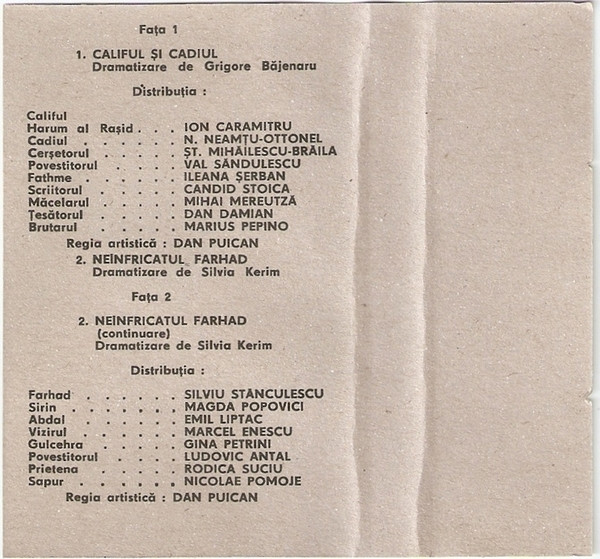 Fața 1
1. CALIFUL ȘI CADIUL
Dramatizare de Grigore Băjenaru
Distribuția :
Califul
Harum al Rașid . . . ION CARAMITRU
Cadiul . . . . . . N. NEAMȚU-OTTONEL
Cerșetorul . . . . . ȘT. MIHĂILESCU-BRĂILA
Povestitorul . . . . VAL SĂNDULESCU
Fathme . . . . . . ILEANA ȘERBAN
Scriitorul . . . . . CANDID STOICA
Măcelarul . . . . . MIHAI MEREUTZĂ
Țesătorul . . . . . DAN DAMIAN
Brutarul . . . . . MARIUS PEPINO
Regia artistică : DAN PUICAN
2. NEÎNFRICATUL FARHAD
Dramatizare de Silvia Kerim
Fața 2
2. NEÎNFRICATUL FARHAD
(continuare)
Dramatizare de Silvia Kerim
Distribuția :
Farhad . . . . . . SILVIU STĂNCULESCU
Sirin . . . . . . . MAGDA POPOVICI
Abdal . . . . . . EMIL LIPTAC
Vizirul . . . . . . MARCEL ENESCU
Gulcehra . . . . . GINA PETRINI
Povestitorul . . . . LUDOVIC ANTAL
Prietena . . . . . RODICA SUCIU
Sapur . . . . . . NICOLAE POMOJE
Regia artistică : DAN PUICAN